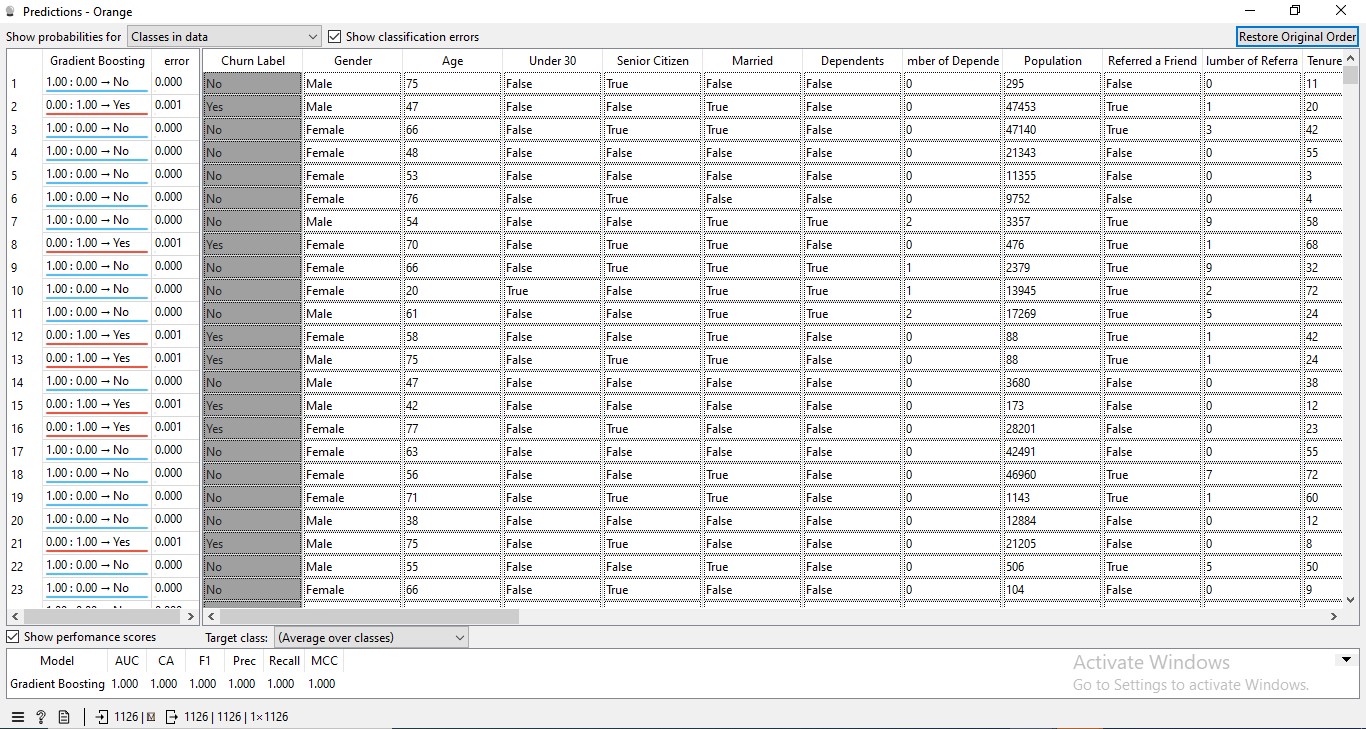 Predictions - Orange
Show probabilities for Classes in data Show classification errors Restore Original Order
Gradient Boosting error Churn Label Gender Age Under 30 Senior Citizen Married Dependents mber of Depende Population Referred a Friend lumber of Referra Tenure
1 1.00 : 0.00 → No 0.000 No Male 75 False True False False 0 295 False 0 11
2 0.00 : 1.00 → Yes 0.001 Yes Male 47 False False True False 0 47453 True 1 20
3 1.00 : 0.00 → No 0.000 No Female 66 False True True False 0 47140 True 3 42
4 1.00 : 0.00 → No 0.000 No Female 48 False False False False 0 21343 False 0 55
5 1.00 : 0.00 → No 0.000 No Female 53 False False False False 0 11355 False 0 3
6 1.00 : 0.00 → No 0.000 No Female 76 False True False False 0 9752 False 0 4
7 1.00 : 0.00 → No 0.000 No Male 54 False False True True 2 3357 True 9 58
8 0.00 : 1.00 → Yes 0.001 Yes Female 70 False True True False 0 476 True 1 68
9 1.00 : 0.00 → No 0.000 No Female 66 False True True True 1 2379 True 9 32
10 1.00 : 0.00 → No 0.000 No Female 20 True False True True 1 13945 True 2 72
11 1.00 : 0.00 → No 0.000 No Male 61 False False True True 2 17269 True 5 24
12 0.00 : 1.00 → Yes 0.001 Yes Female 58 False False True False 0 88 True 1 42
13 0.00 : 1.00 → Yes 0.001 Yes Male 75 False True True False 0 88 True 1 24
14 1.00 : 0.00 → No 0.000 No Male 47 False False False False 0 3680 False 0 38
15 0.00 : 1.00 → Yes 0.001 Yes Male 42 False False False False 0 173 False 0 12
16 0.00 : 1.00 → Yes 0.001 Yes Female 77 False True False False 0 28201 False 0 23
17 1.00 : 0.00 → No 0.000 No Female 63 False False False False 0 42491 False 0 55
18 1.00 : 0.00 → No 0.000 No Female 56 False False True False 0 46960 True 7 72
19 1.00 : 0.00 → No 0.000 No Female 71 False True True False 0 1143 True 1 60
20 1.00 : 0.00 → No 0.000 No Male 38 False False False False 0 12884 False 0 12
21 0.00 : 1.00 → Yes 0.001 Yes Male 75 False True False False 0 21205 False 0 8
22 1.00 : 0.00 → No 0.000 No Male 55 False False True False 0 506 True 5 50
23 1.00 : 0.00 → No 0.000 No Female 66 False True False False 0 104 False 0 9
Show perfomance scores Target class: (Average over classes)
Model AUC CA F1 Prec Recall MCC
Gradient Boosting 1.000 1.000 1.000 1.000 1.000 1.000
Activate Windows
Go to Settings to activate Windows.
1126 | M 1126 | 1126 | 1×1126